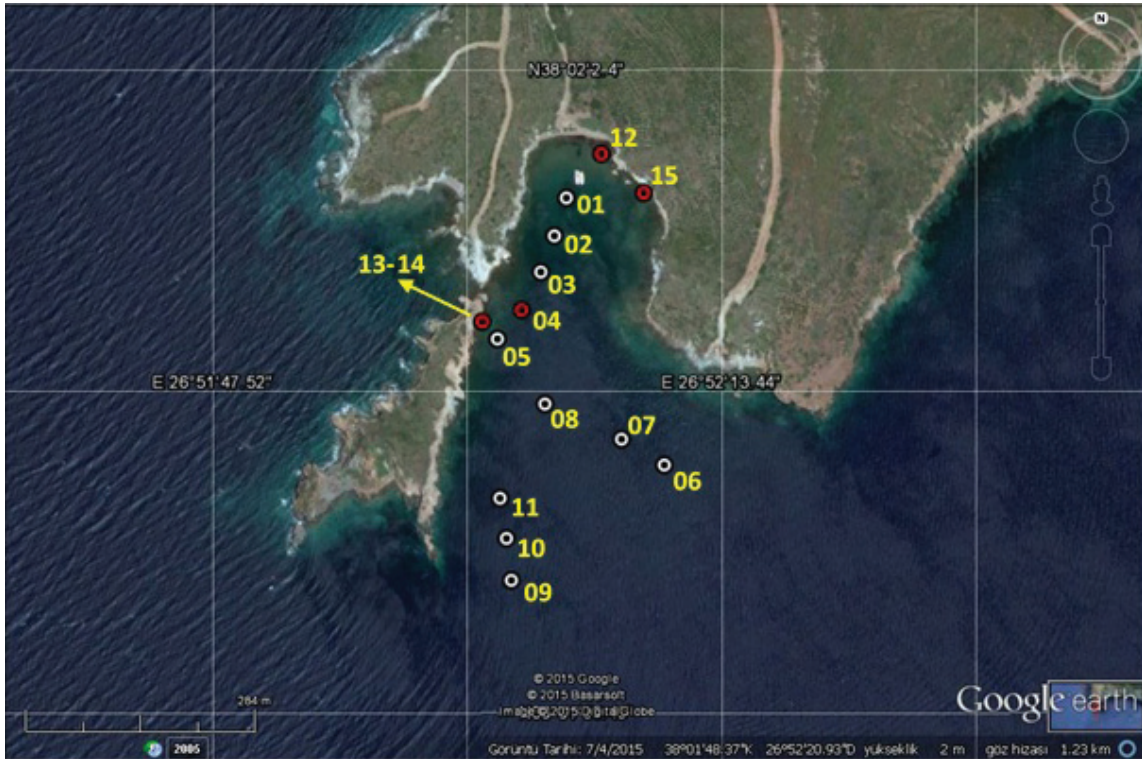 N
N38°02'2.4"
12
15
01
02
03
13-14
04
05
E 26°51'47.52"
E 26°52'13.44"
08
07
06
11
10
09
© 2015 Google
© 2015 Basarsoft
Image © 2015 DigitalGlobe
284 m
Google earth
2005
Görüntü Tarihi: 7/4/2015 38°01'48.37"K 26°52'20.93"D yükseklik 2 m göz hizası 1.23 km